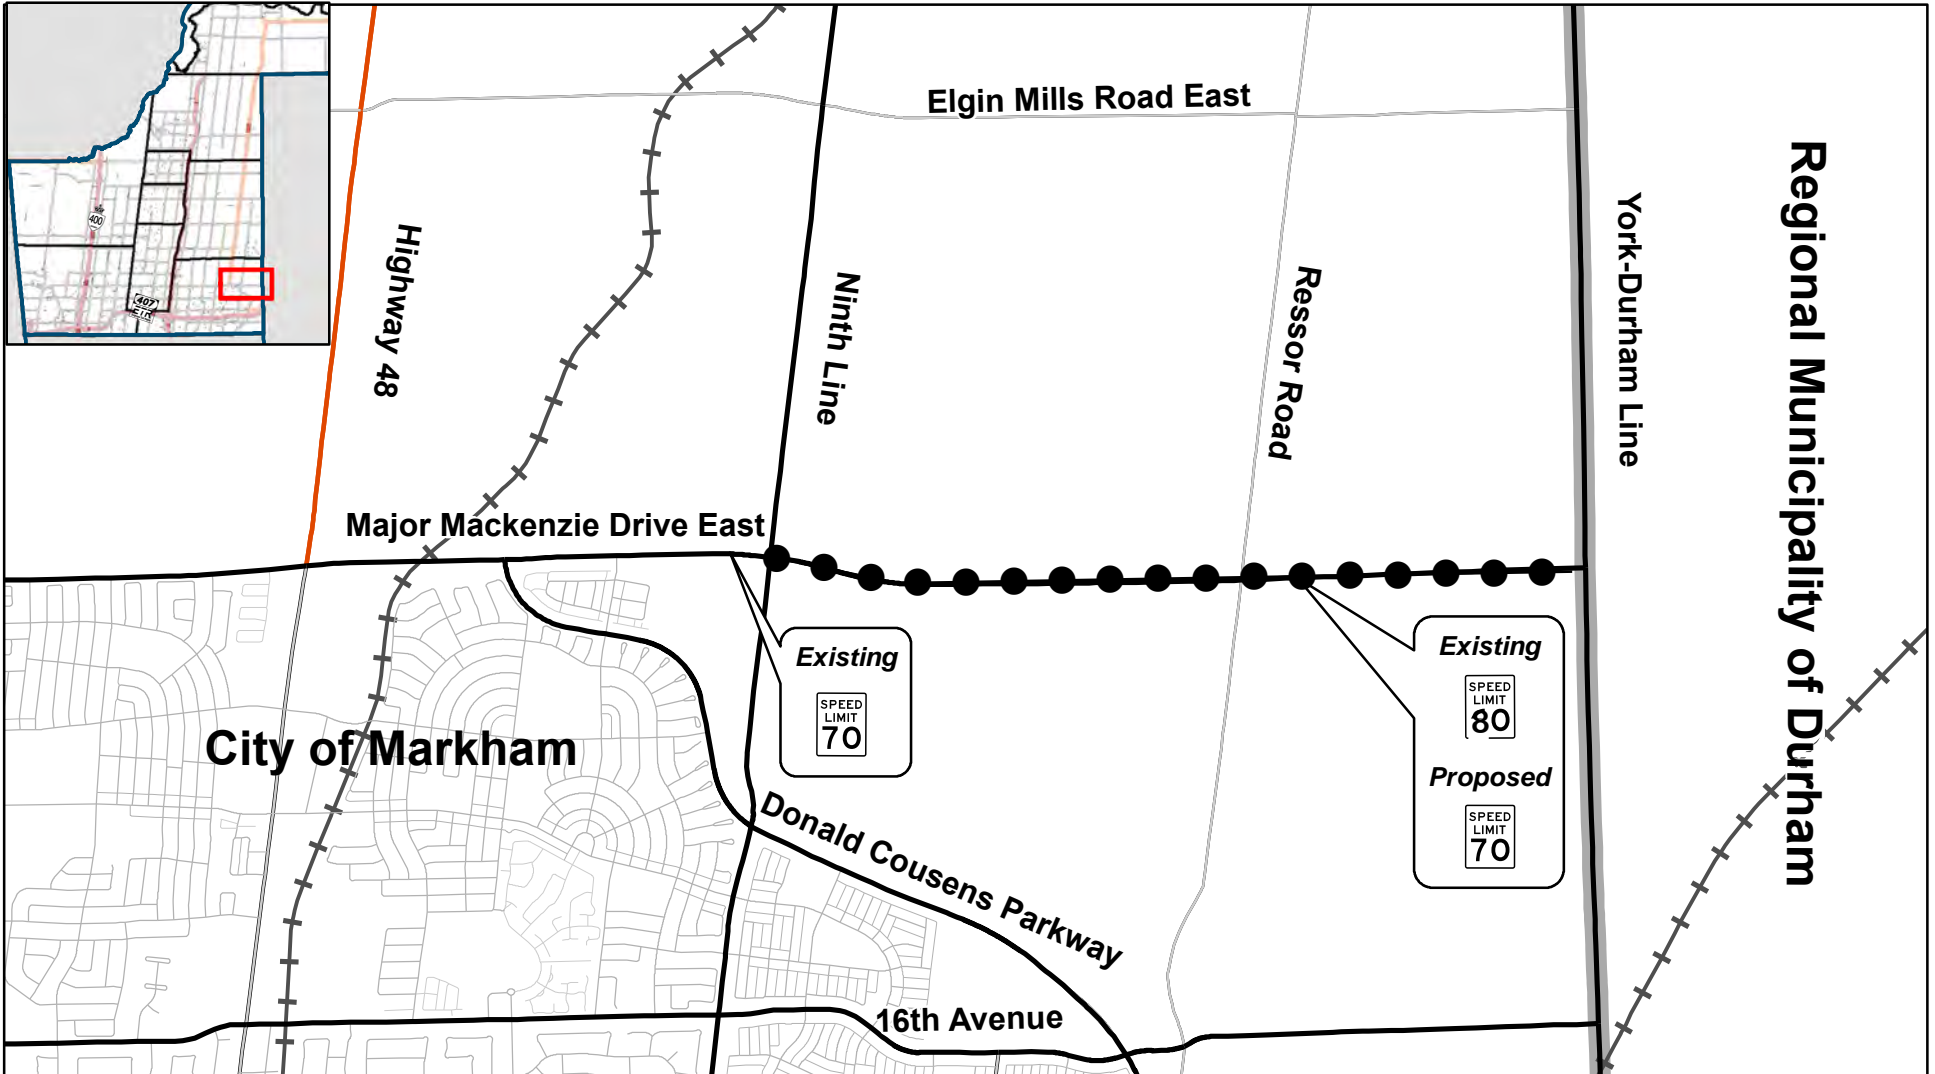 400
407
ETR
Elgin Mills Road East
Highway 48
Ninth Line
Ressor Road
York-Durham Line
Regional Municipality of Durham
Major Mackenzie Drive East
Existing
SPEED
LIMIT
70
Existing
SPEED
LIMIT
80
Proposed
SPEED
LIMIT
70
City of Markham
Donald Cousens Parkway
16th Avenue